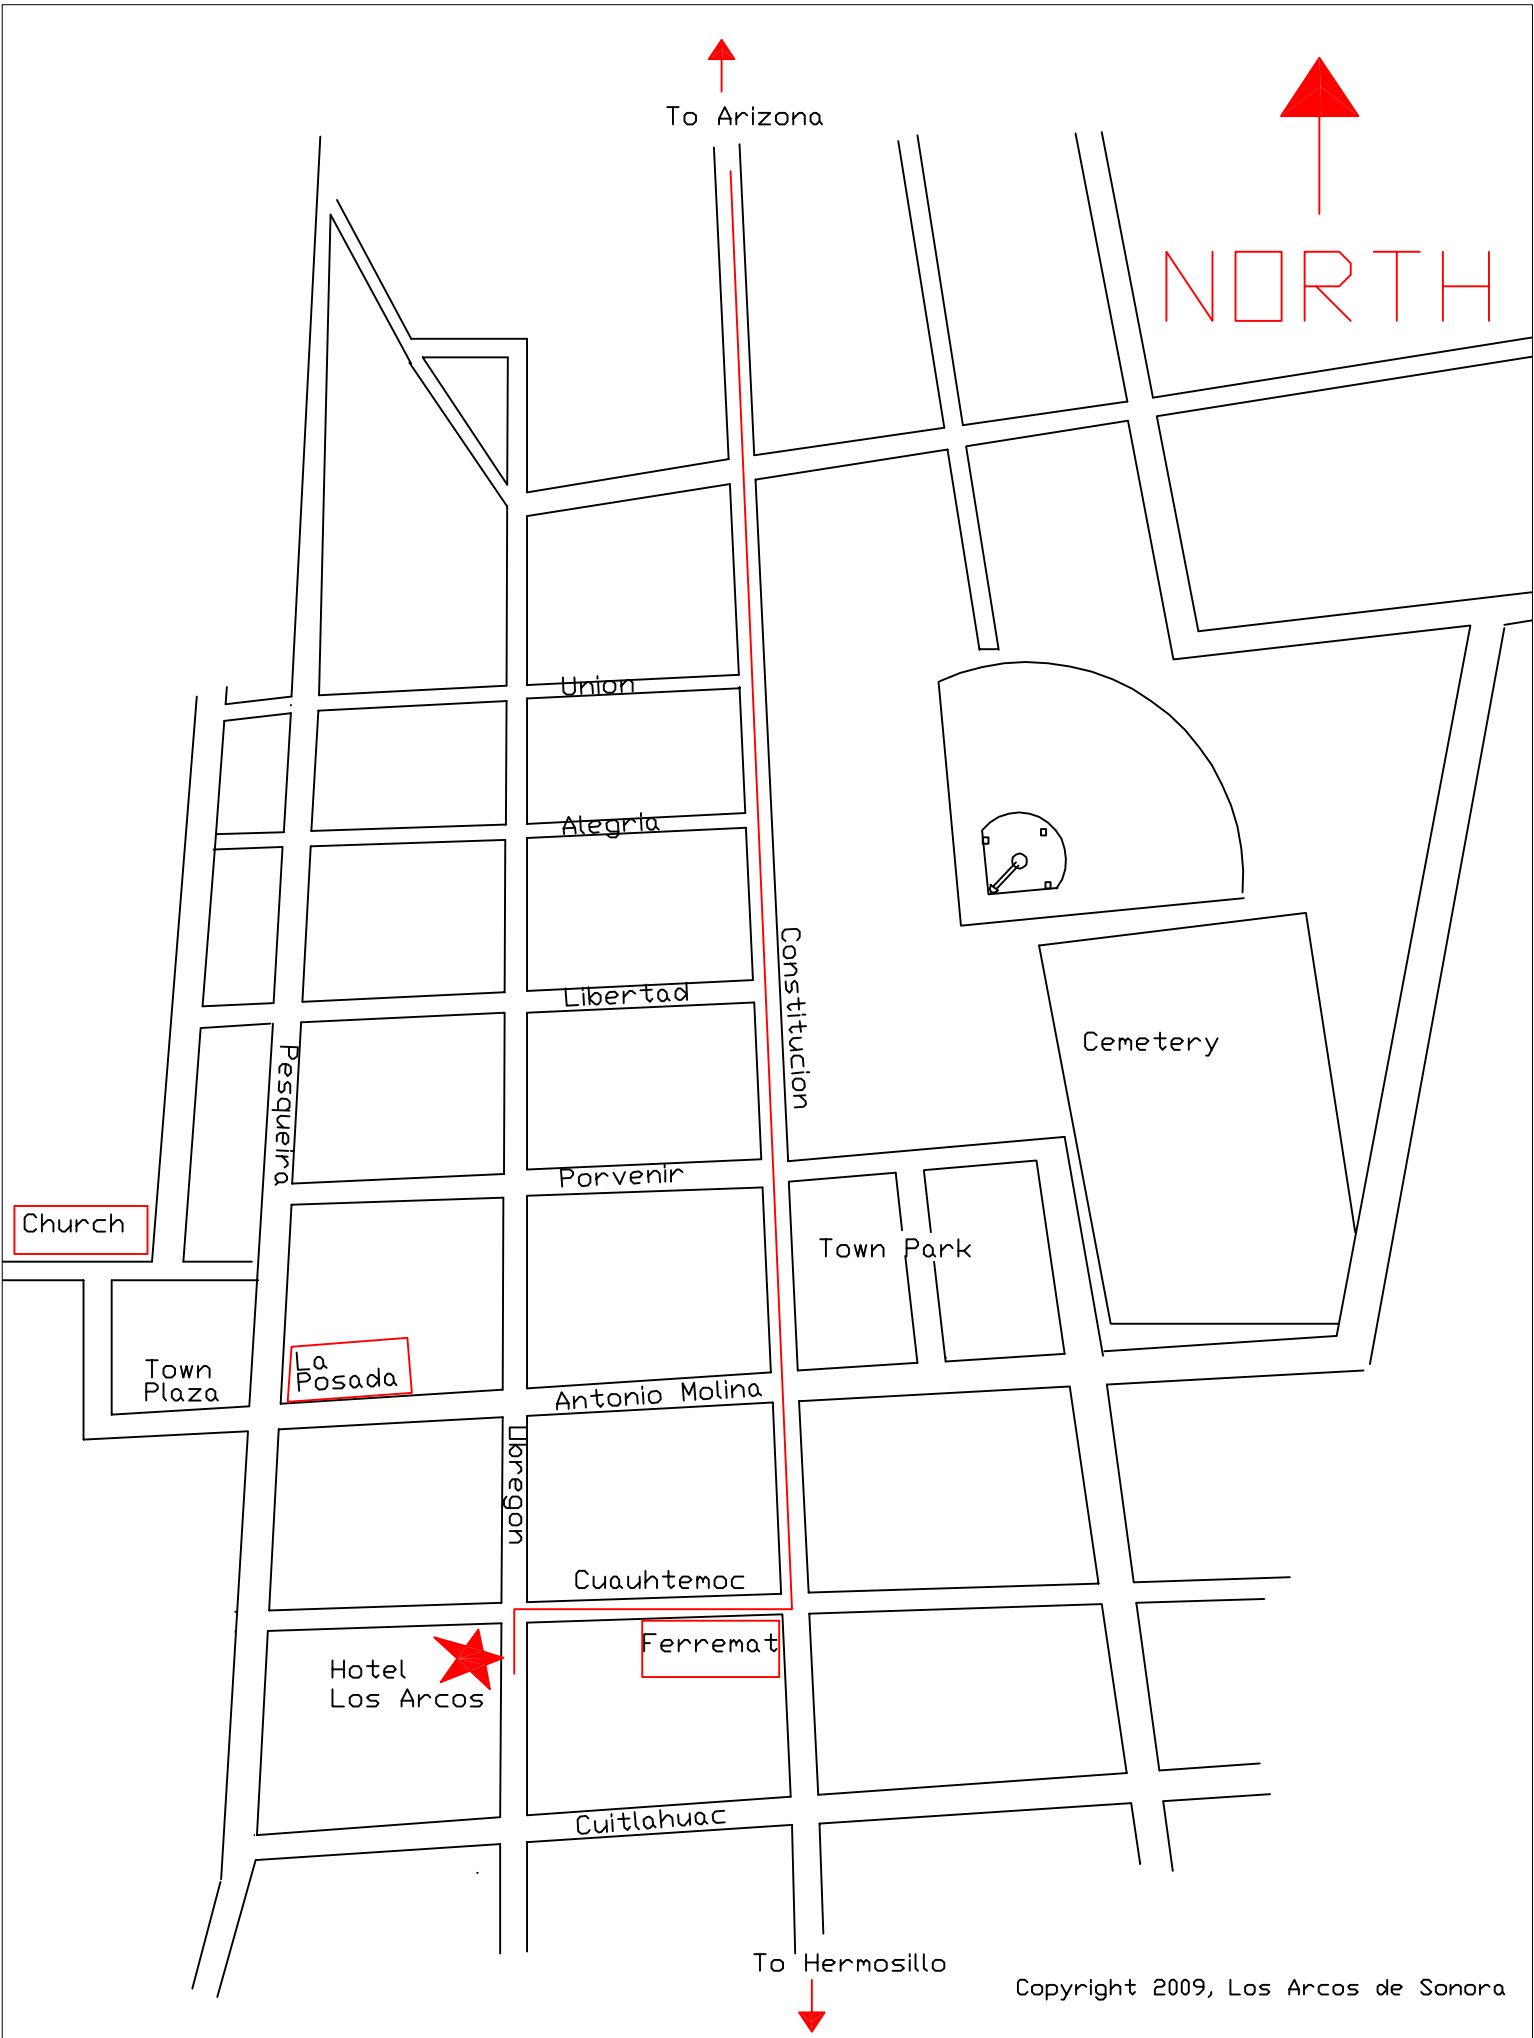 To Arizona
NORTH
Union
Alegria
Constitucion
Libertad
Cemetery
Pesqueira
Porvenir
Church
Town Park
La
Posada
Town
Plaza
Antonio Molina
Obregon
Cuauhtemoc
Ferremat
Hotel
Los Arcos
Cuitlahuac
To Hermosillo
Copyright 2009, Los Arcos de Sonora